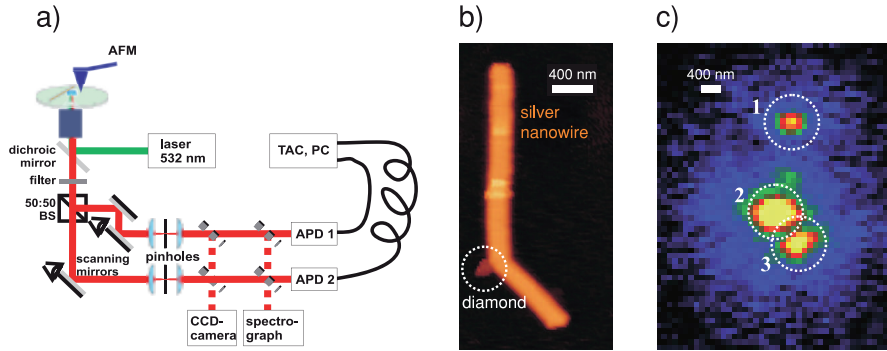 a)
AFM
dichroic
mirror
laser
532 nm
filter
50:50
BS
scanning
mirrors
pinholes
TAC, PC
APD 1
APD 2
CCD-
camera
spectro-
graph
b)
400 nm
silver
nanowire
diamond
c)
400 nm
1
2
3